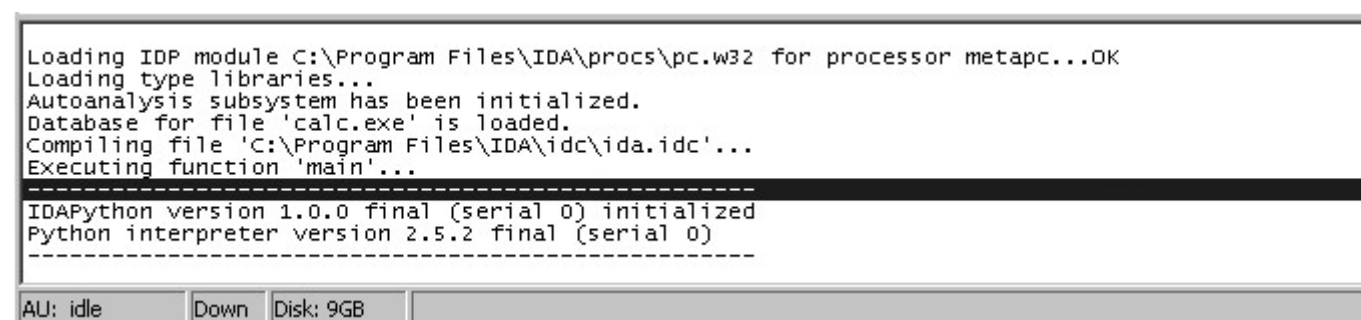 Loading IDP module C:\Program Files\IDA\procs\pc.w32 for processor metapc...OK
Loading type libraries...
Autoanalysis subsystem has been initialized.
Database for file 'calc.exe' is loaded.
Compiling file 'C:\Program Files\IDA\idc\ida.idc'...
Executing function 'main'...
----------------------------------------------------
IDAPython version 1.0.0 final (serial 0) initialized
Python interpreter version 2.5.2 final (serial 0)
----------------------------------------------------
AU: idle Down Disk: 9GB